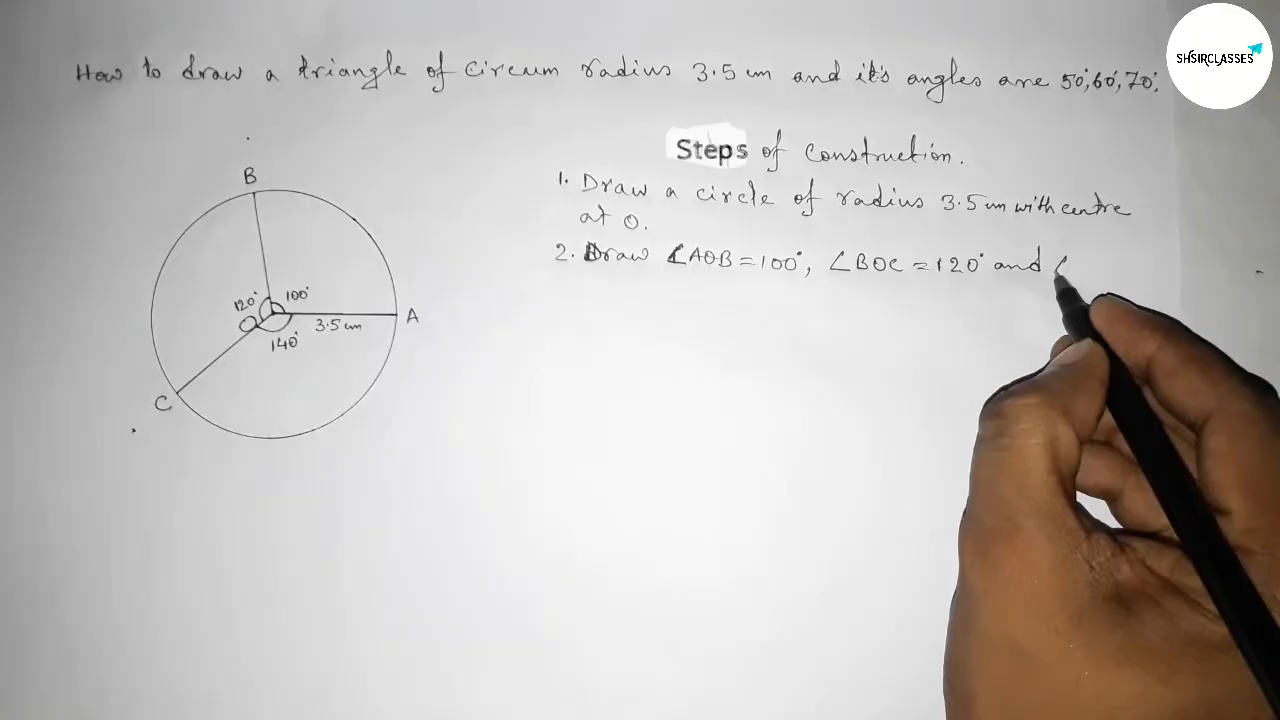 How to draw a triangle of circum radius 3.5 cm and it's angles are 50°, 60°, 70°.
SHSIRCLASSES
Steps of construction.
1. Draw a circle of radius 3.5 cm with centre
at O.
2. Draw ∠AOB = 100°, ∠BOC = 120° and
B
120° 100°
O 3.5 cm A
140°
C